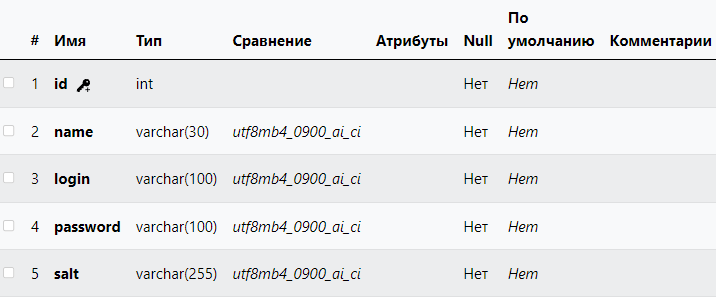 # Имя Тип Сравнение Атрибуты Null По умолчанию Комментарии
1 id int Нет Нет
2 name varchar(30) utf8mb4_0900_ai_ci Нет Нет
3 login varchar(100) utf8mb4_0900_ai_ci Нет Нет
4 password varchar(100) utf8mb4_0900_ai_ci Нет Нет
5 salt varchar(255) utf8mb4_0900_ai_ci Нет Нет